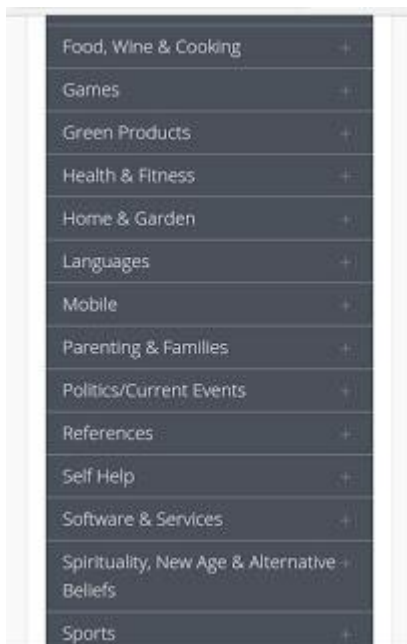 Food, Wine & Cooking +
Games +
Green Products +
Health & Fitness +
Home & Garden +
Languages +
Mobile +
Parenting & Families +
Politics/Current Events +
References +
Self Help +
Software & Services +
Spirituality, New Age & Alternative +
Beliefs
Sports +